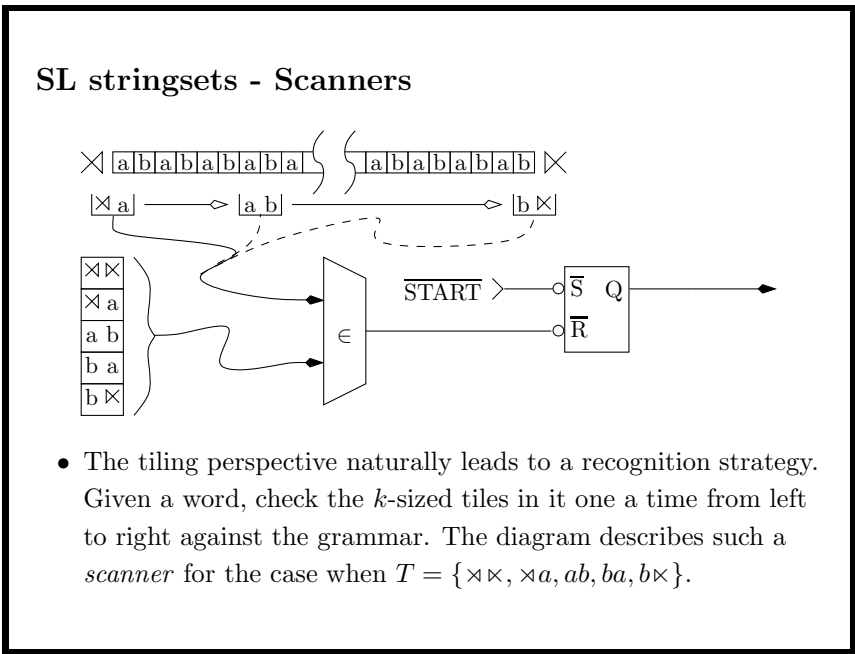 SL stringsets - Scanners
⋊ a b a b a b a b a a b a b a b a b ⋉
⋊ a a b b ⋉
⋊ ⋉
⋊ a
a b
b a
b ⋉
∈
START S Q
R
• The tiling perspective naturally leads to a recognition strategy.
Given a word, check the k-sized tiles in it one a time from left
to right against the grammar. The diagram describes such a
scanner for the case when T = {⋊⋉, ⋊a, ab, ba, b⋉}.